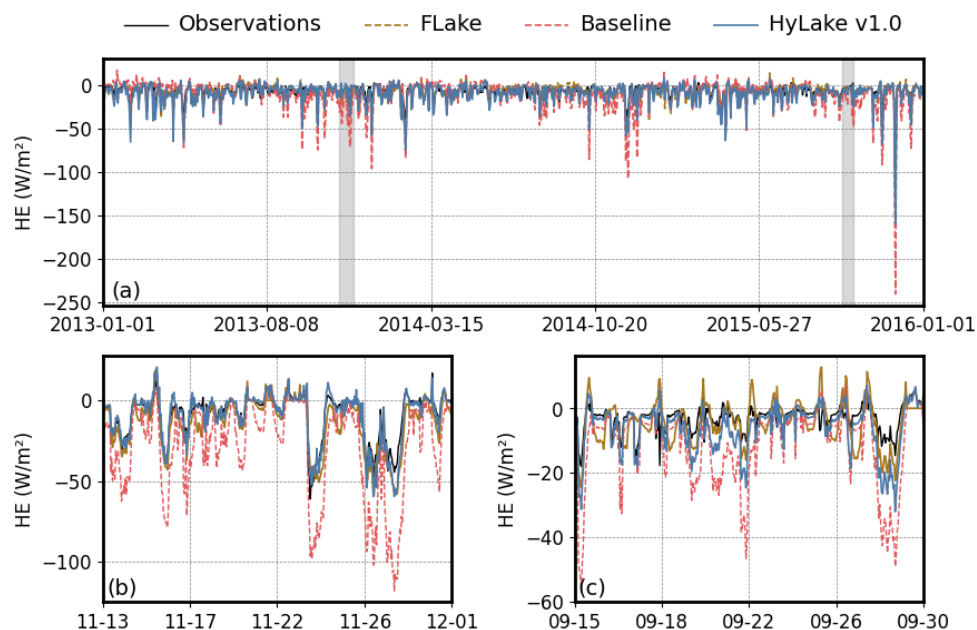 Observations FLake Baseline HyLake v1.0
HE (W/m²)
0
−50
−100
−150
−200
−250
(a)
2013-01-01 2013-08-08 2014-03-15 2014-10-20 2015-05-27 2016-01-01
HE (W/m²)
0
−50
−100
(b)
11-13 11-17 11-22 11-26 12-01
HE (W/m²)
0
−20
−40
−60
(c)
09-15 09-18 09-22 09-26 09-30